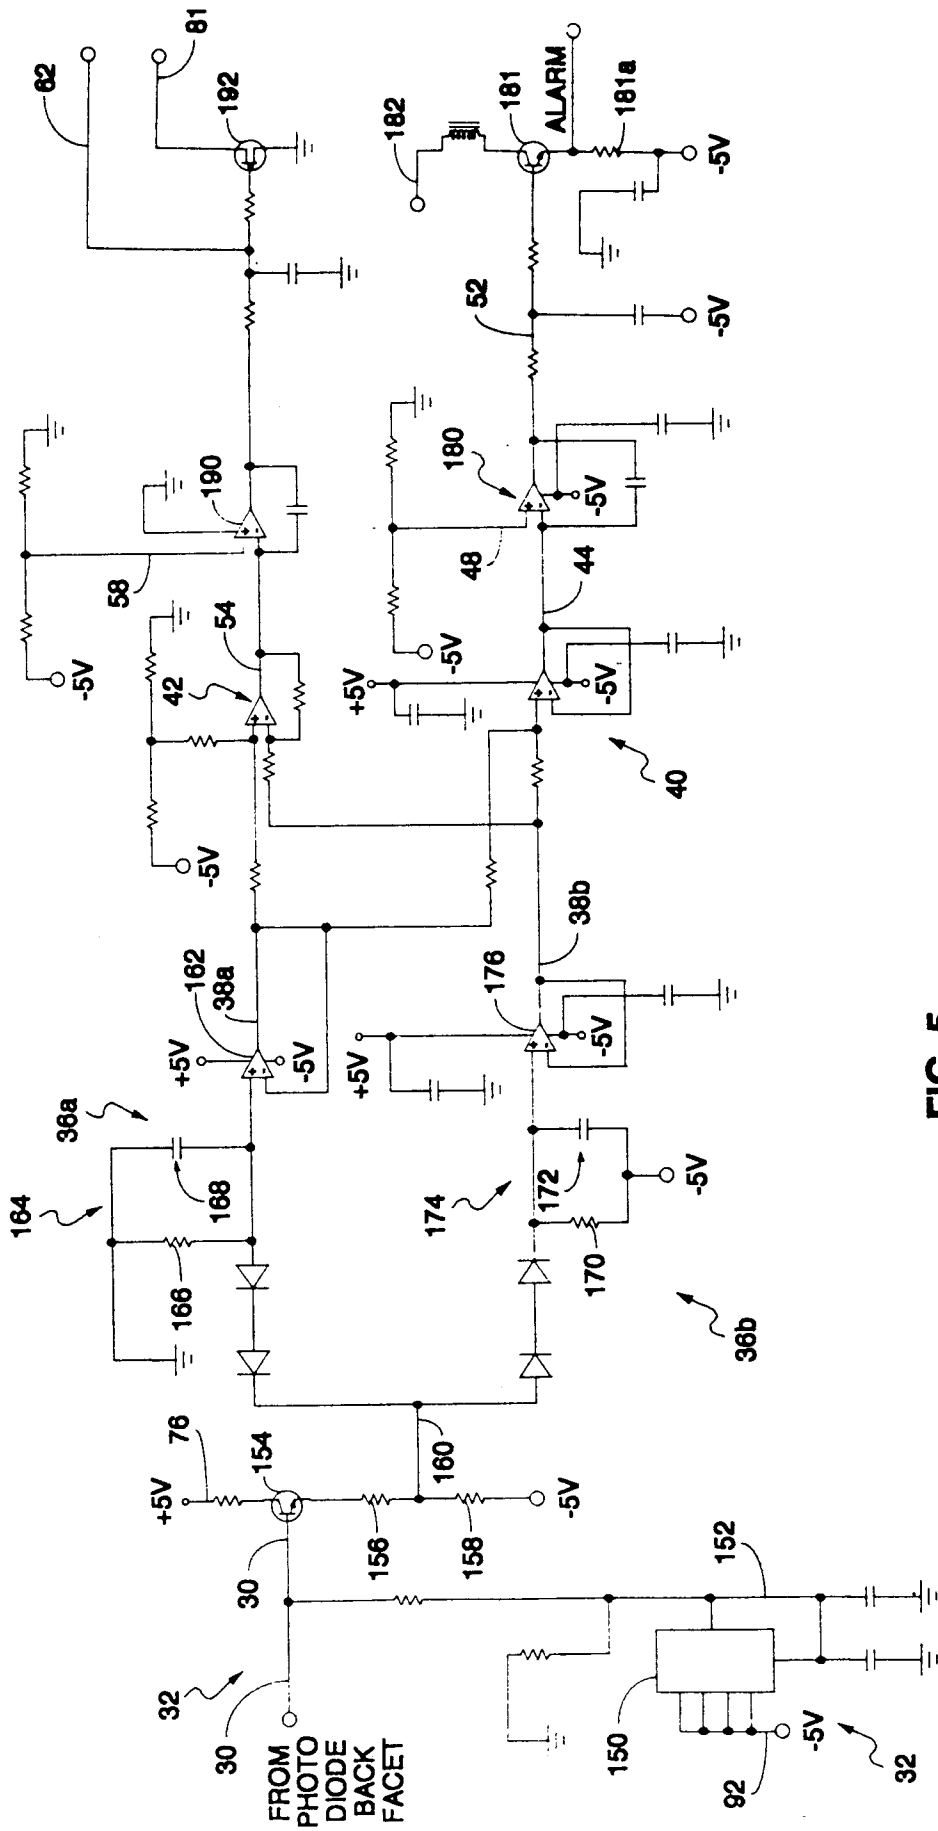 62
81
192
182
181
ALARM
181a
-5V
52
-5V
190
58
-5V
180
48
-5V
44
-5V
54
42
-5V
+5V
-5V
40
36a
164
168
166
+5V
162
38a
-5V
38b
176
+5V
-5V
174
172
170
-5V
36b
76
+5V
154
156
160
158
-5V
30
32
30
FROM
PHOTO
DIODE
BACK
FACET
152
150
92
-5V
32
FIG. 5